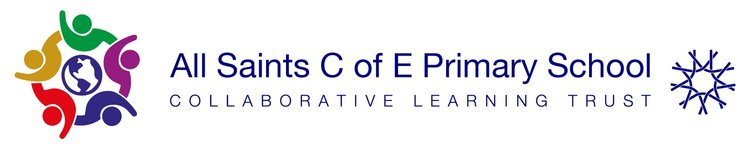 All Saints C of E Primary School
COLLABORATIVE LEARNING TRUST